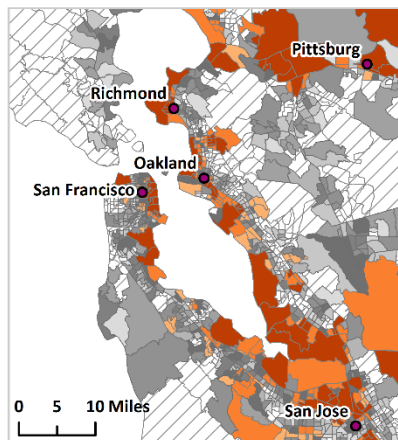 Pittsburg
Richmond
Oakland
San Francisco
San Jose
0 5 10 Miles